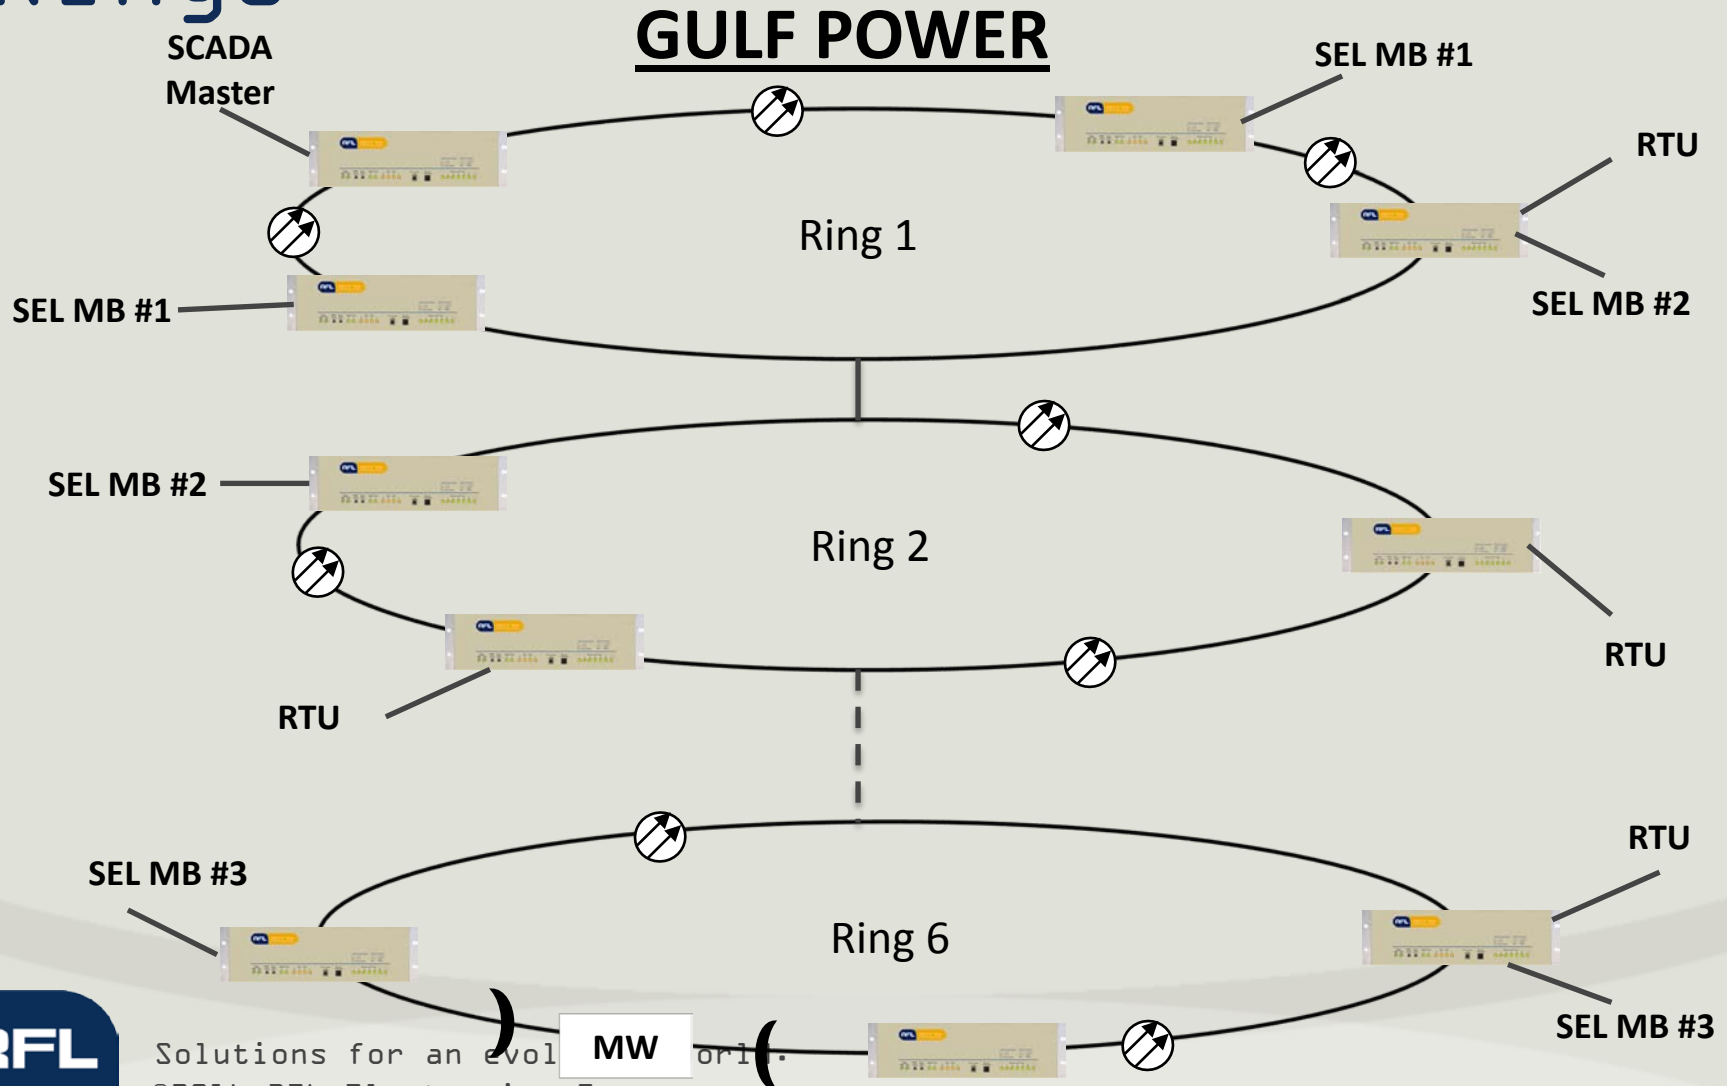 GULF POWER
SCADA
Master
SEL MB #1
RTU
Ring 1
SEL MB #2
SEL MB #1
SEL MB #2
Ring 2
RTU
RTU
RTU
SEL MB #3
Ring 6
SEL MB #3
MW
RFL
Solutions for an